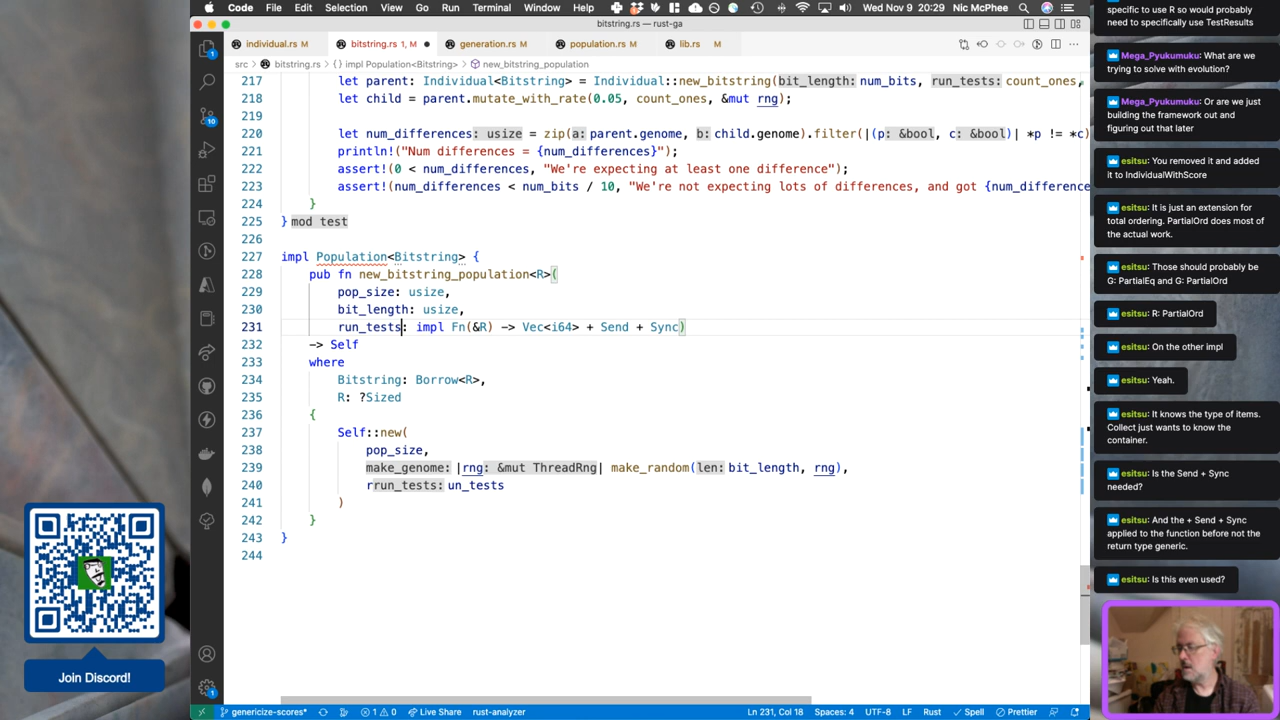 Code File Edit Selection View Go Run Terminal Window Help Wed Nov 9 09:29 Nic McPhee
bitstring.rs — rust-ga
individual.rs M bitstring.rs 1, M generation.rs M population.rs M lib.rs M
src > bitstring.rs > {} impl Population<Bitstring> > new_bitstring_population
217 let parent: Individual<Bitstring> = Individual::new_bitstring(bit_length: num_bits, run_tests: count_ones,
218 let child = parent.mutate_with_rate(0.05, count_ones, &mut rng);
219
220 let num_differences: usize = zip(a: parent.genome, b: child.genome).filter(|(p: &bool, c: &bool)| *p != *c)
221 println!("Num differences = {num_differences}");
222 assert!(0 < num_differences, "We're expecting at least one difference");
223 assert!(num_differences < num_bits / 10, "We're not expecting lots of differences, and got {num_difference
224 }
225 } mod test
226
227 impl Population<Bitstring> {
228 pub fn new_bitstring_population<R>(
229 pop_size: usize,
230 bit_length: usize,
231 run_tests: impl Fn(&R) -> Vec<i64> + Send + Sync)
232 -> Self
233 where
234 Bitstring: Borrow<R>,
235 R: ?Sized
236 {
237 Self::new(
238 pop_size,
239 make_genome: |rng: &mut ThreadRng| make_random(len: bit_length, rng),
240 rrun_tests: un_tests
241 )
242 }
243 }
244
1
10
1
genericize-scores* 1 0 Live Share rust-analyzer Ln 231, Col 18 Spaces: 4 UTF-8 LF Rust Spell Prettier
Join Discord!
specific to use R so would probably
need to specifically use TestResults
Mega_Pyukumuku: What are we
trying to solve with evolution?
Mega_Pyukumuku: Or are we just
building the framework out and
figuring out that later
esitsu: You removed it and added
it to IndividualWithScore
esitsu: It is just an extension for
total ordering. PartialOrd does most of
the actual work.
esitsu: Those should probably be
G: PartialEq and G: PartialOrd
esitsu: R: PartialOrd
esitsu: On the other impl
esitsu: Yeah.
esitsu: It knows the type of items.
Collect just wants to know the
container.
esitsu: Is the Send + Sync
needed?
esitsu: And the + Send + Sync
applied to the function before not the
return type generic.
esitsu: Is this even used?